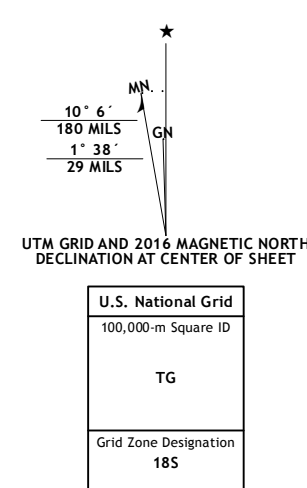 ★
MN
GN
10° 6´
180 MILS
1° 38´
29 MILS
UTM GRID AND 2016 MAGNETIC NORTH
DECLINATION AT CENTER OF SHEET
U.S. National Grid
100,000-m Square ID
TG
Grid Zone Designation
18S